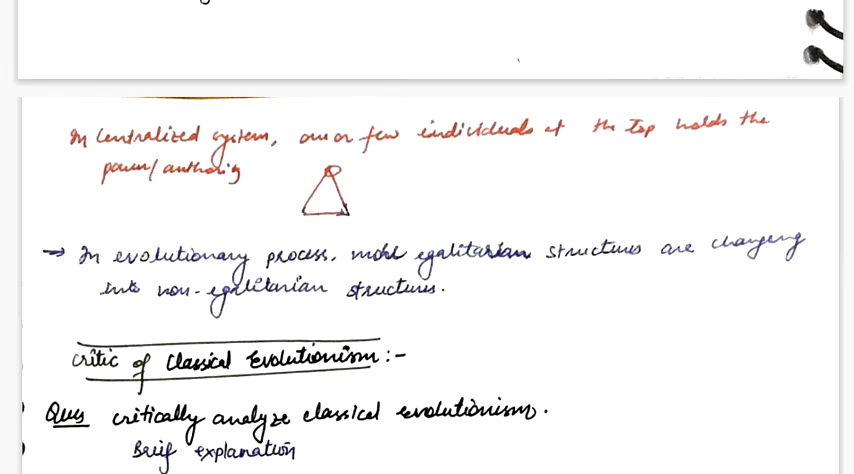 In Centralized system, one or few individuals at the top holds the
power/authority
→ In evolutionary process, more egalitarian structures are changing
into non-egalitarian structures.
critic of classical Evolutionism :-
Ques critically analyze classical evolutionism.
Brief explanation